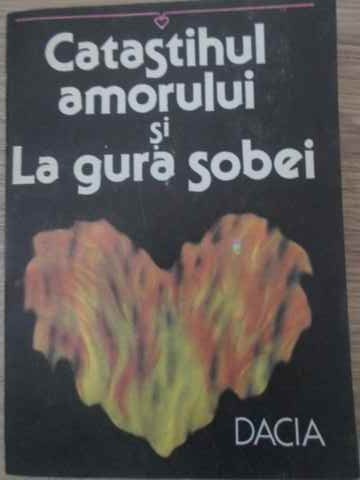 Catastihul
amorului
și
La gura sobei
DACIA